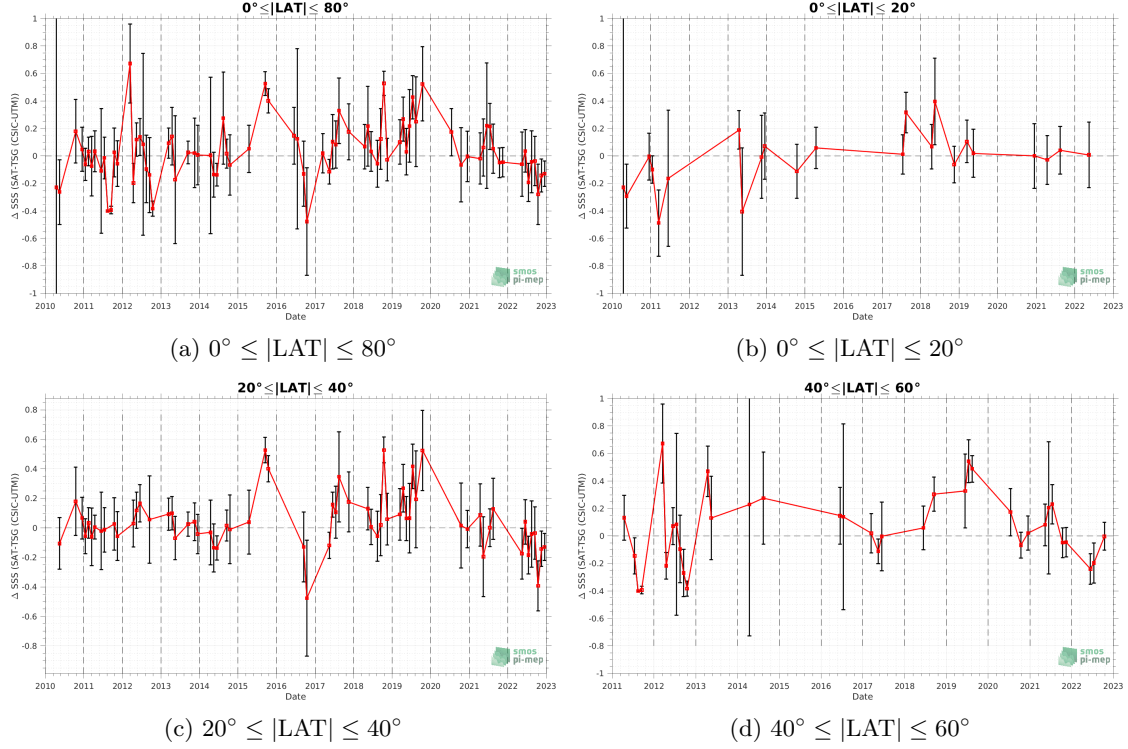 0°≤|LAT|≤ 80°
Δ SSS (SAT-TSG (CSIC-UTM))
1
0.8
0.6
0.4
0.2
0
-0.2
-0.4
-0.6
-0.8
-1
2010 2011 2012 2013 2014 2015 2016 2017 2018 2019 2020 2021 2022 2023
Date
smos
pi-mep
(a) 0° ≤ |LAT| ≤ 80°
0°≤|LAT|≤ 20°
Δ SSS (SAT-TSG (CSIC-UTM))
1
0.8
0.6
0.4
0.2
0
-0.2
-0.4
-0.6
-0.8
-1
2010 2011 2012 2013 2014 2015 2016 2017 2018 2019 2020 2021 2022 2023
Date
smos
pi-mep
(b) 0° ≤ |LAT| ≤ 20°
20°≤|LAT|≤ 40°
Δ SSS (SAT-TSG (CSIC-UTM))
0.8
0.6
0.4
0.2
0
-0.2
-0.4
-0.6
-0.8
2010 2011 2012 2013 2014 2015 2016 2017 2018 2019 2020 2021 2022 2023
Date
smos
pi-mep
(c) 20° ≤ |LAT| ≤ 40°
40°≤|LAT|≤ 60°
Δ SSS (SAT-TSG (CSIC-UTM))
1
0.8
0.6
0.4
0.2
0
-0.2
-0.4
-0.6
-0.8
-1
2011 2012 2013 2014 2015 2016 2017 2018 2019 2020 2021 2022 2023
Date
smos
pi-mep
(d) 40° ≤ |LAT| ≤ 60°